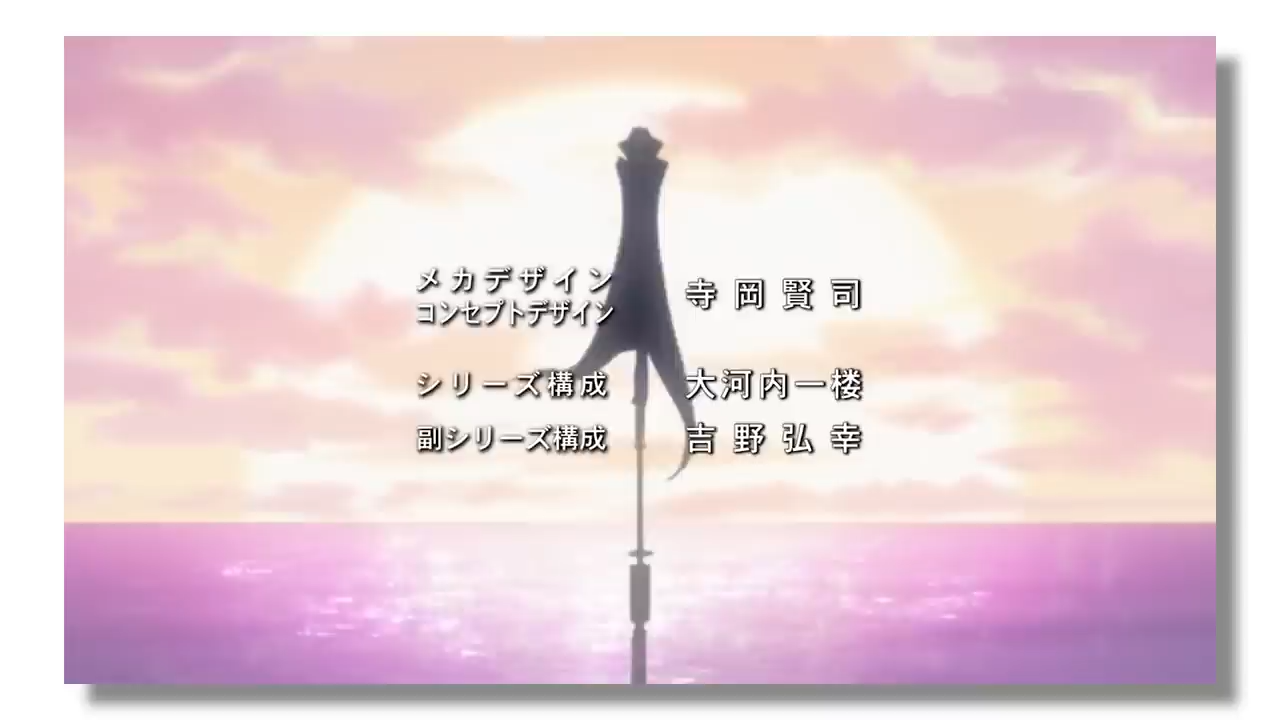 メカデザイン
コンセプトデザイン
寺岡賢司
シリーズ構成 大河内一楼
副シリーズ構成 吉野弘幸